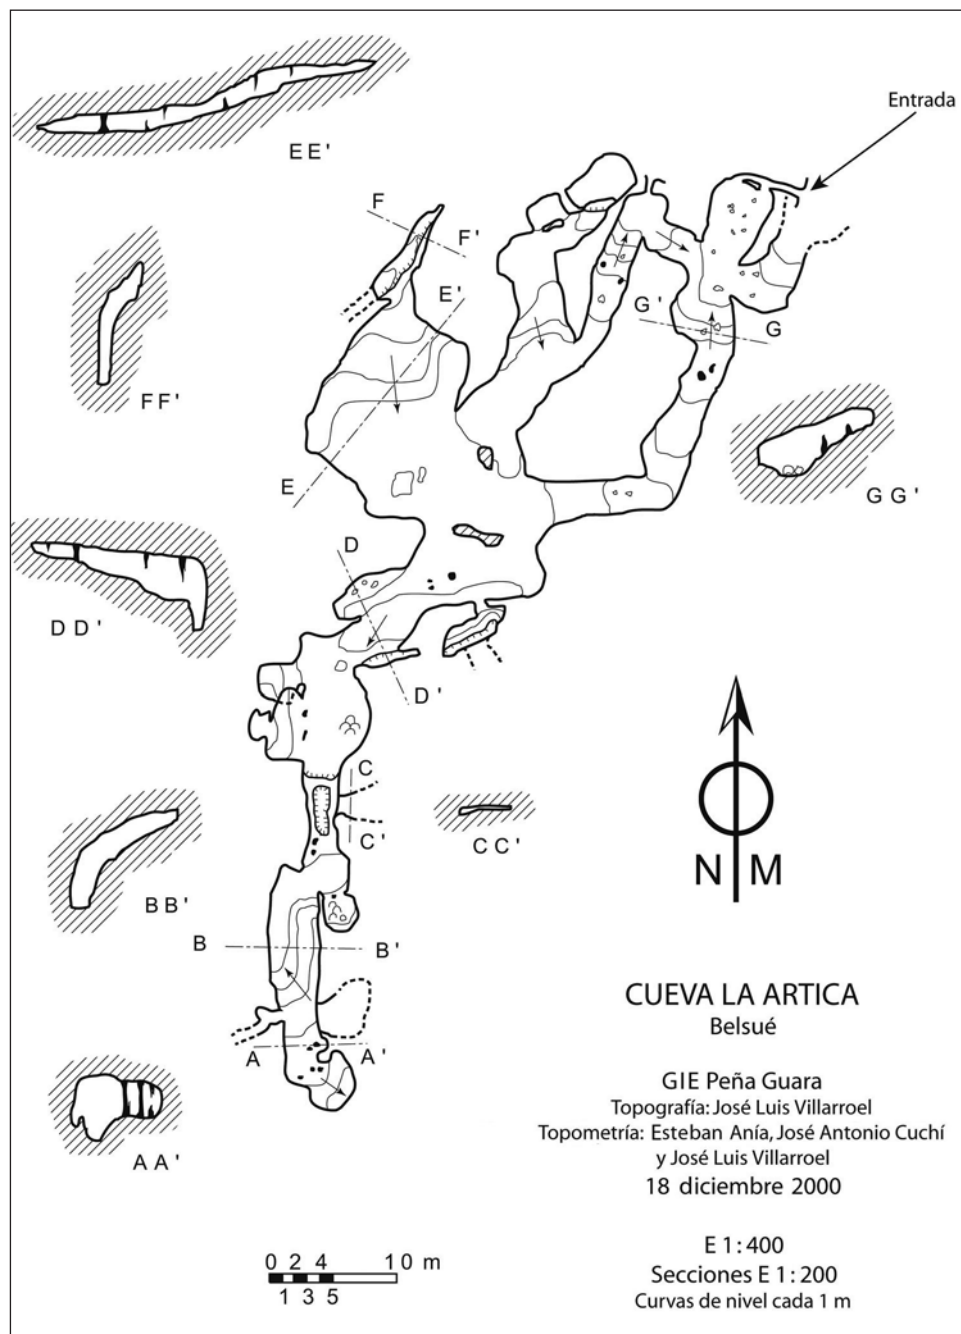 Entrada
E E '
F
F '
E '
G '
G
F F '
E
G G '
D
D D '
D '
C
C '
C C '
B B '
B
B '
N M
A
A '
A A '
CUEVA LA ARTICA
Belsué
GIE Peña Guara
Topografía: José Luis Villarroel
Topometría: Esteban Anía, José Antonio Cuchí
y José Luis Villarroel
18 diciembre 2000
0 2 4 10 m
1 3 5
E 1 : 400
Secciones E 1 : 200
Curvas de nivel cada 1 m